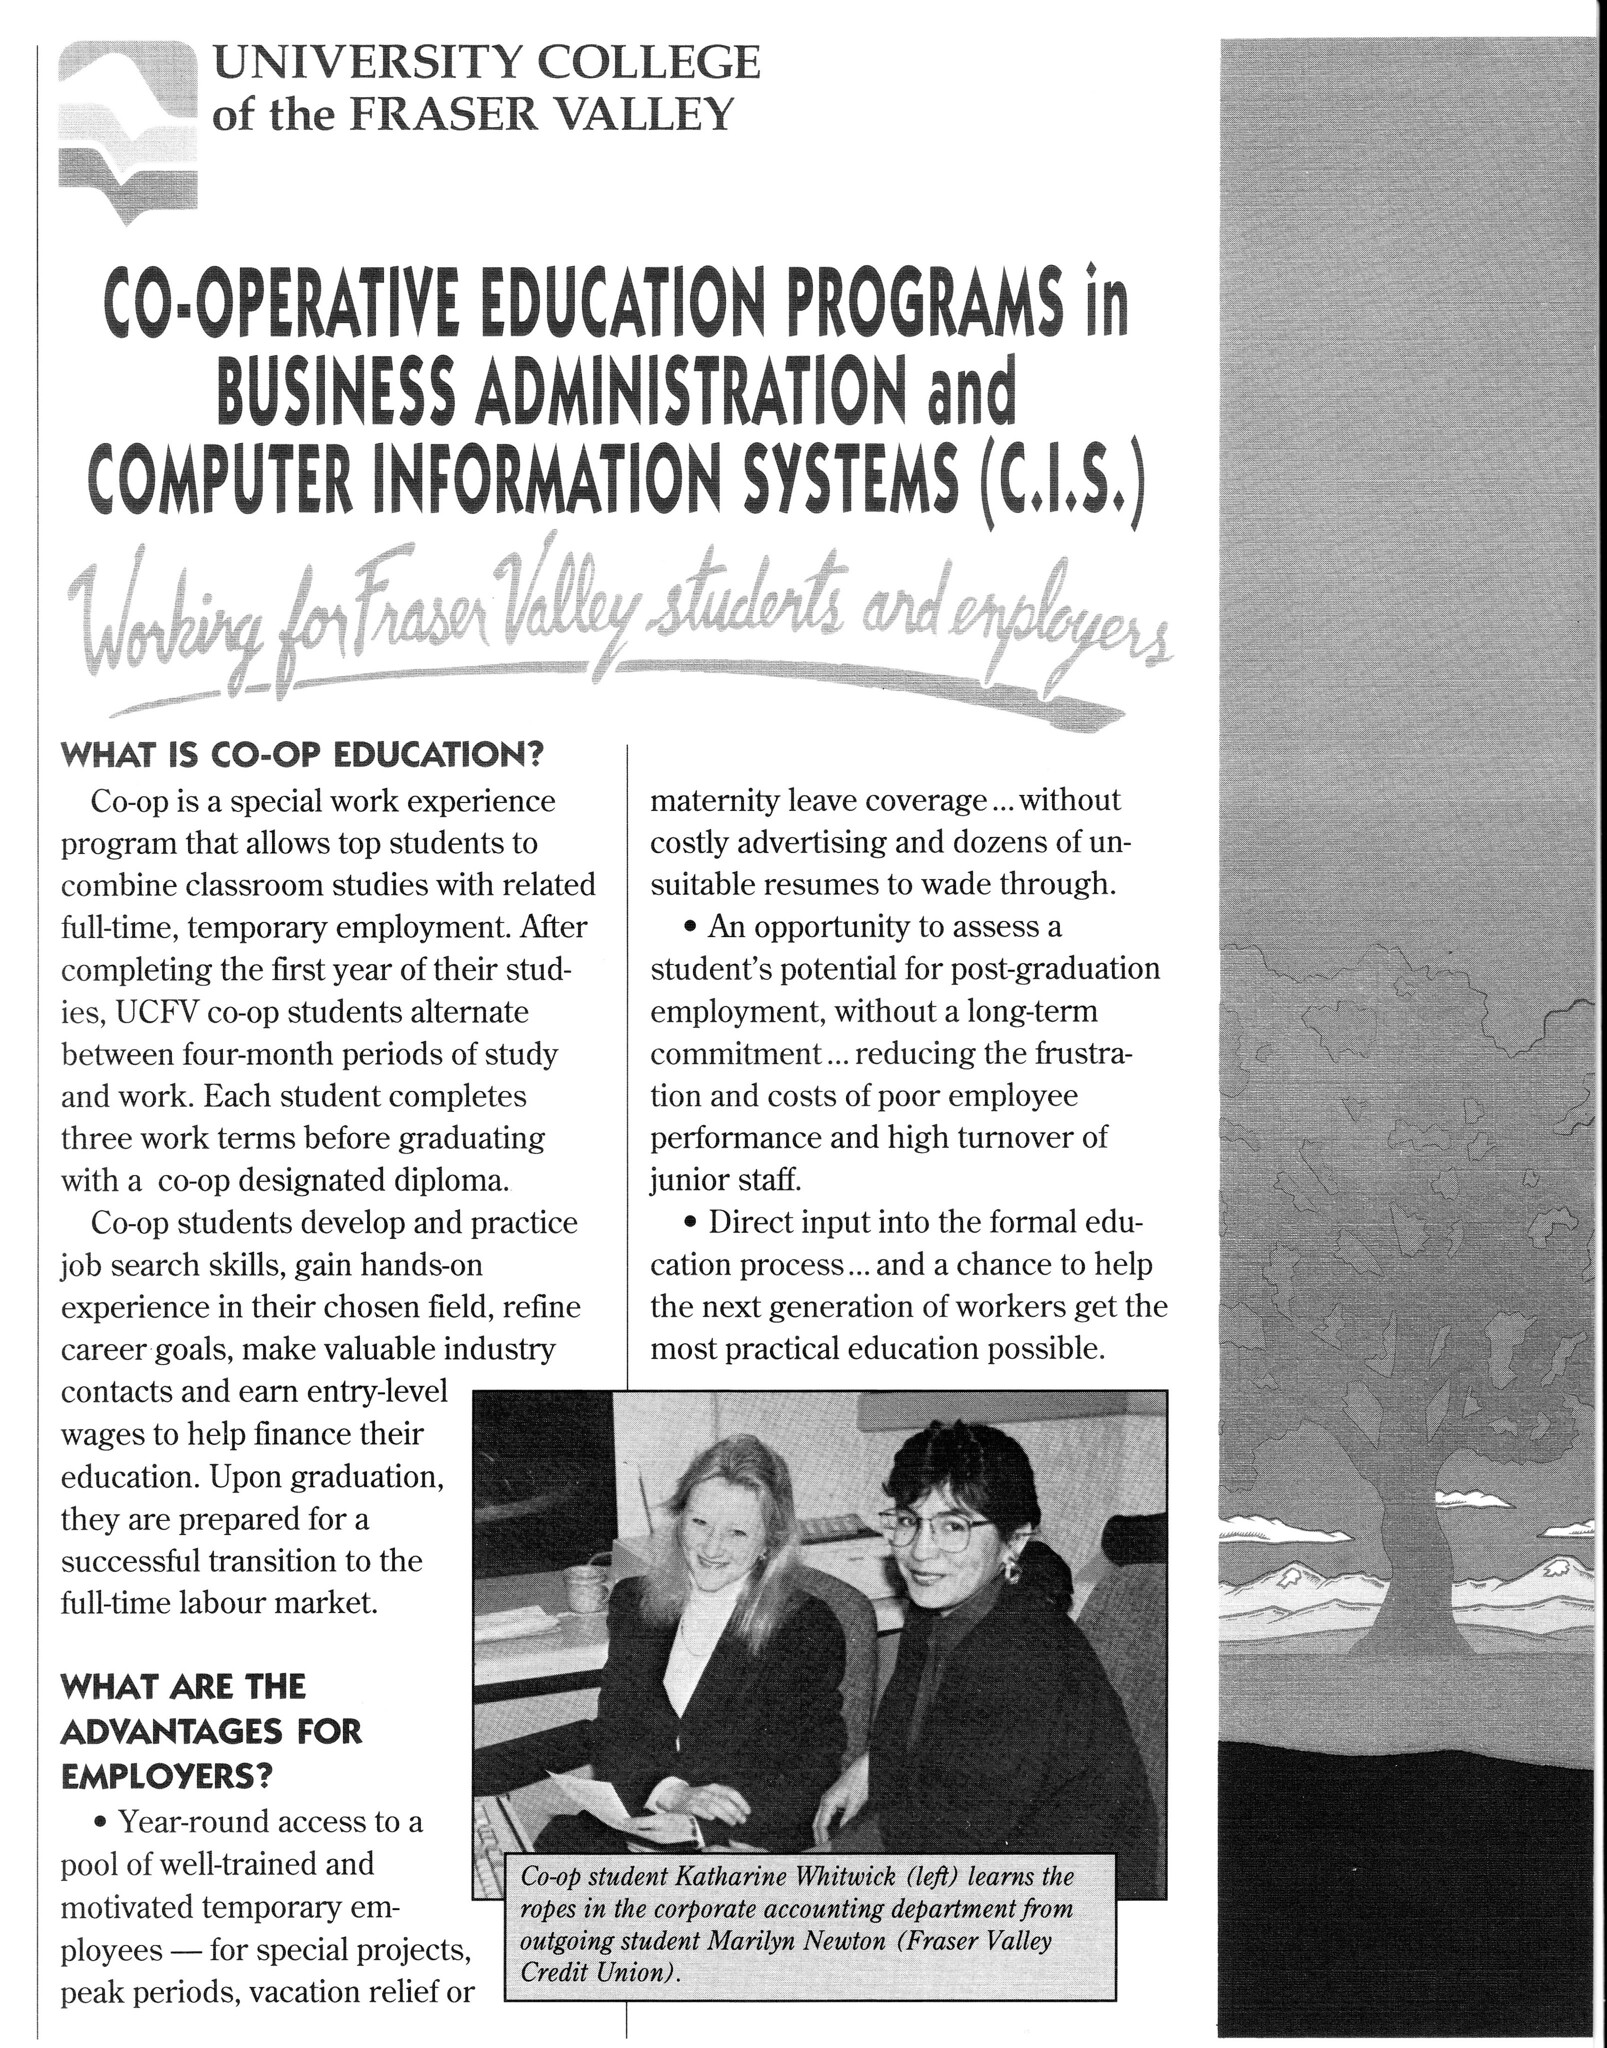 UNIVERSITY COLLEGE
of the FRASER VALLEY
CO-OPERATIVE EDUCATION PROGRAMS in
BUSINESS ADMINISTRATION and
COMPUTER INFORMATION SYSTEMS (C.I.S.)
Working for Fraser Valley students and employers
WHAT IS CO-OP EDUCATION?
Co-op is a special work experience
program that allows top students to
combine classroom studies with related
full-time, temporary employment. After
completing the first year of their stud-
ies, UCFV co-op students alternate
between four-month periods of study
and work. Each student completes
three work terms before graduating
with a co-op designated diploma.
Co-op students develop and practice
job search skills, gain hands-on
experience in their chosen field, refine
career goals, make valuable industry
contacts and earn entry-level
wages to help finance their
education. Upon graduation,
they are prepared for a
successful transition to the
full-time labour market.
WHAT ARE THE
ADVANTAGES FOR
EMPLOYERS?
• Year-round access to a
pool of well-trained and
motivated temporary em-
ployees — for special projects,
peak periods, vacation relief or
maternity leave coverage... without
costly advertising and dozens of un-
suitable resumes to wade through.
• An opportunity to assess a
student's potential for post-graduation
employment, without a long-term
commitment... reducing the frustra-
tion and costs of poor employee
performance and high turnover of
junior staff.
• Direct input into the formal edu-
cation process... and a chance to help
the next generation of workers get the
most practical education possible.
Co-op student Katharine Whitwick (left) learns the
ropes in the corporate accounting department from
outgoing student Marilyn Newton (Fraser Valley
Credit Union).